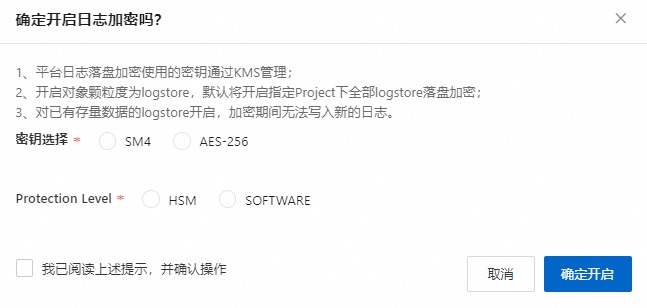 确定开启日志加密吗?
1、平台日志落盘加密使用的密钥通过KMS管理；
2、开启对象颗粒度为logstore，默认将开启指定Project下全部logstore落盘加密；
3、对已有存量数据的logstore开启，加密期间无法写入新的日志。
密钥选择 * SM4 AES-256
Protection Level * HSM SOFTWARE
我已阅读上述提示，并确认操作 取消 确定开启